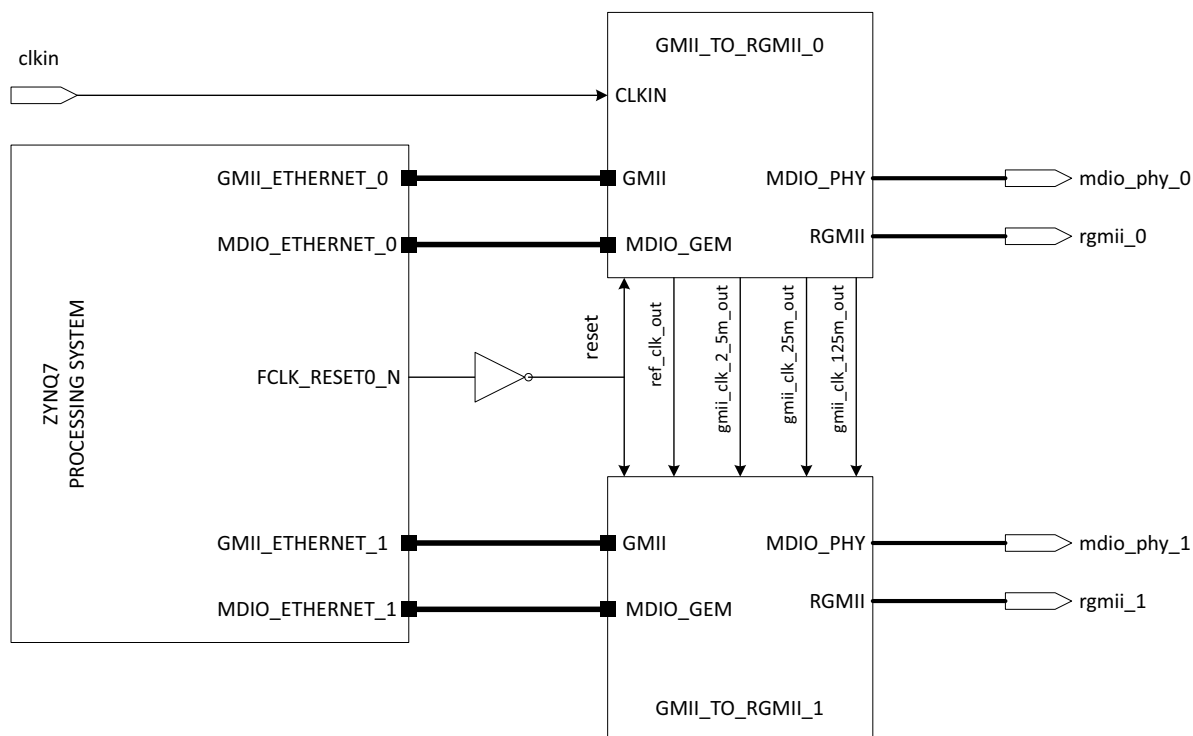 GMII_TO_RGMII_0
clkin
CLKIN
GMII_ETHERNET_0
GMII
MDIO_PHY
mdio_phy_0
MDIO_ETHERNET_0
MDIO_GEM
RGMII
rgmii_0
ZYNQ7
PROCESSING SYSTEM
FCLK_RESET0_N
reset
ref_clk_out
gmii_clk_2_5m_out
gmii_clk_25m_out
gmii_clk_125m_out
GMII_ETHERNET_1
GMII
MDIO_PHY
mdio_phy_1
MDIO_ETHERNET_1
MDIO_GEM
RGMII
rgmii_1
GMII_TO_RGMII_1